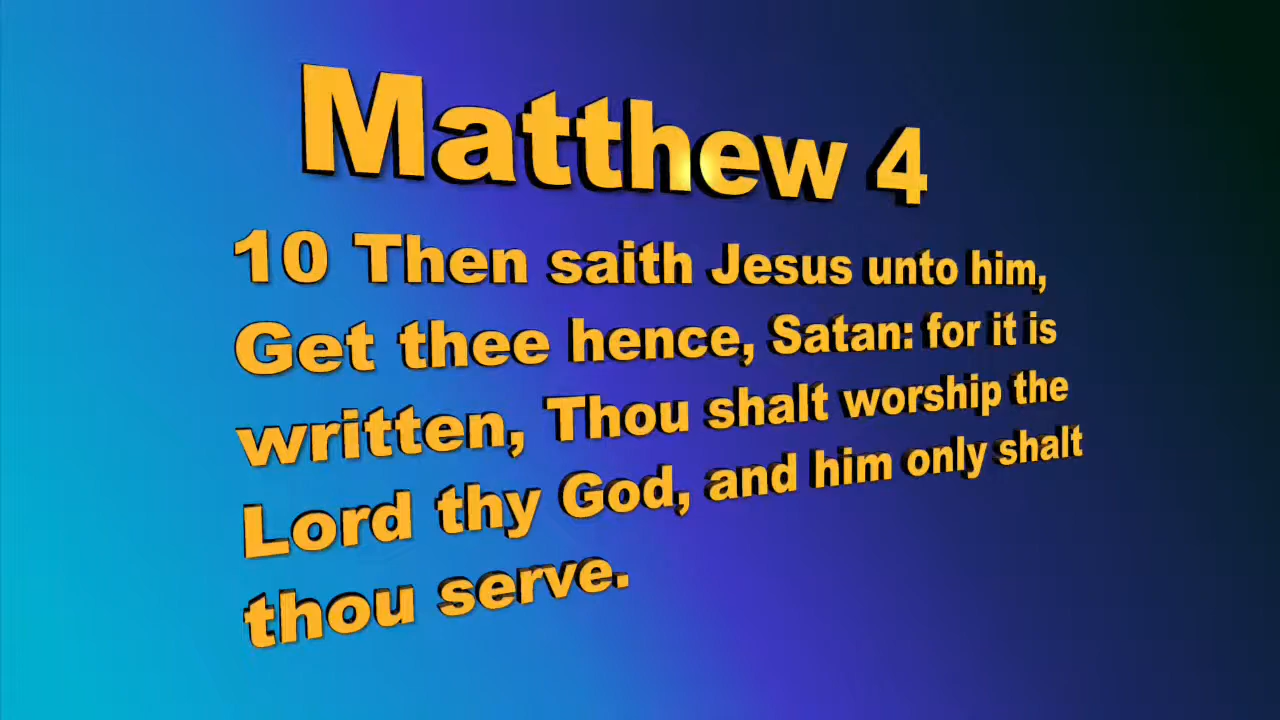 Matthew 4
10 Then saith Jesus unto him,
Get thee hence, Satan: for it is
written, Thou shalt worship the
Lord thy God, and him only shalt
thou serve.